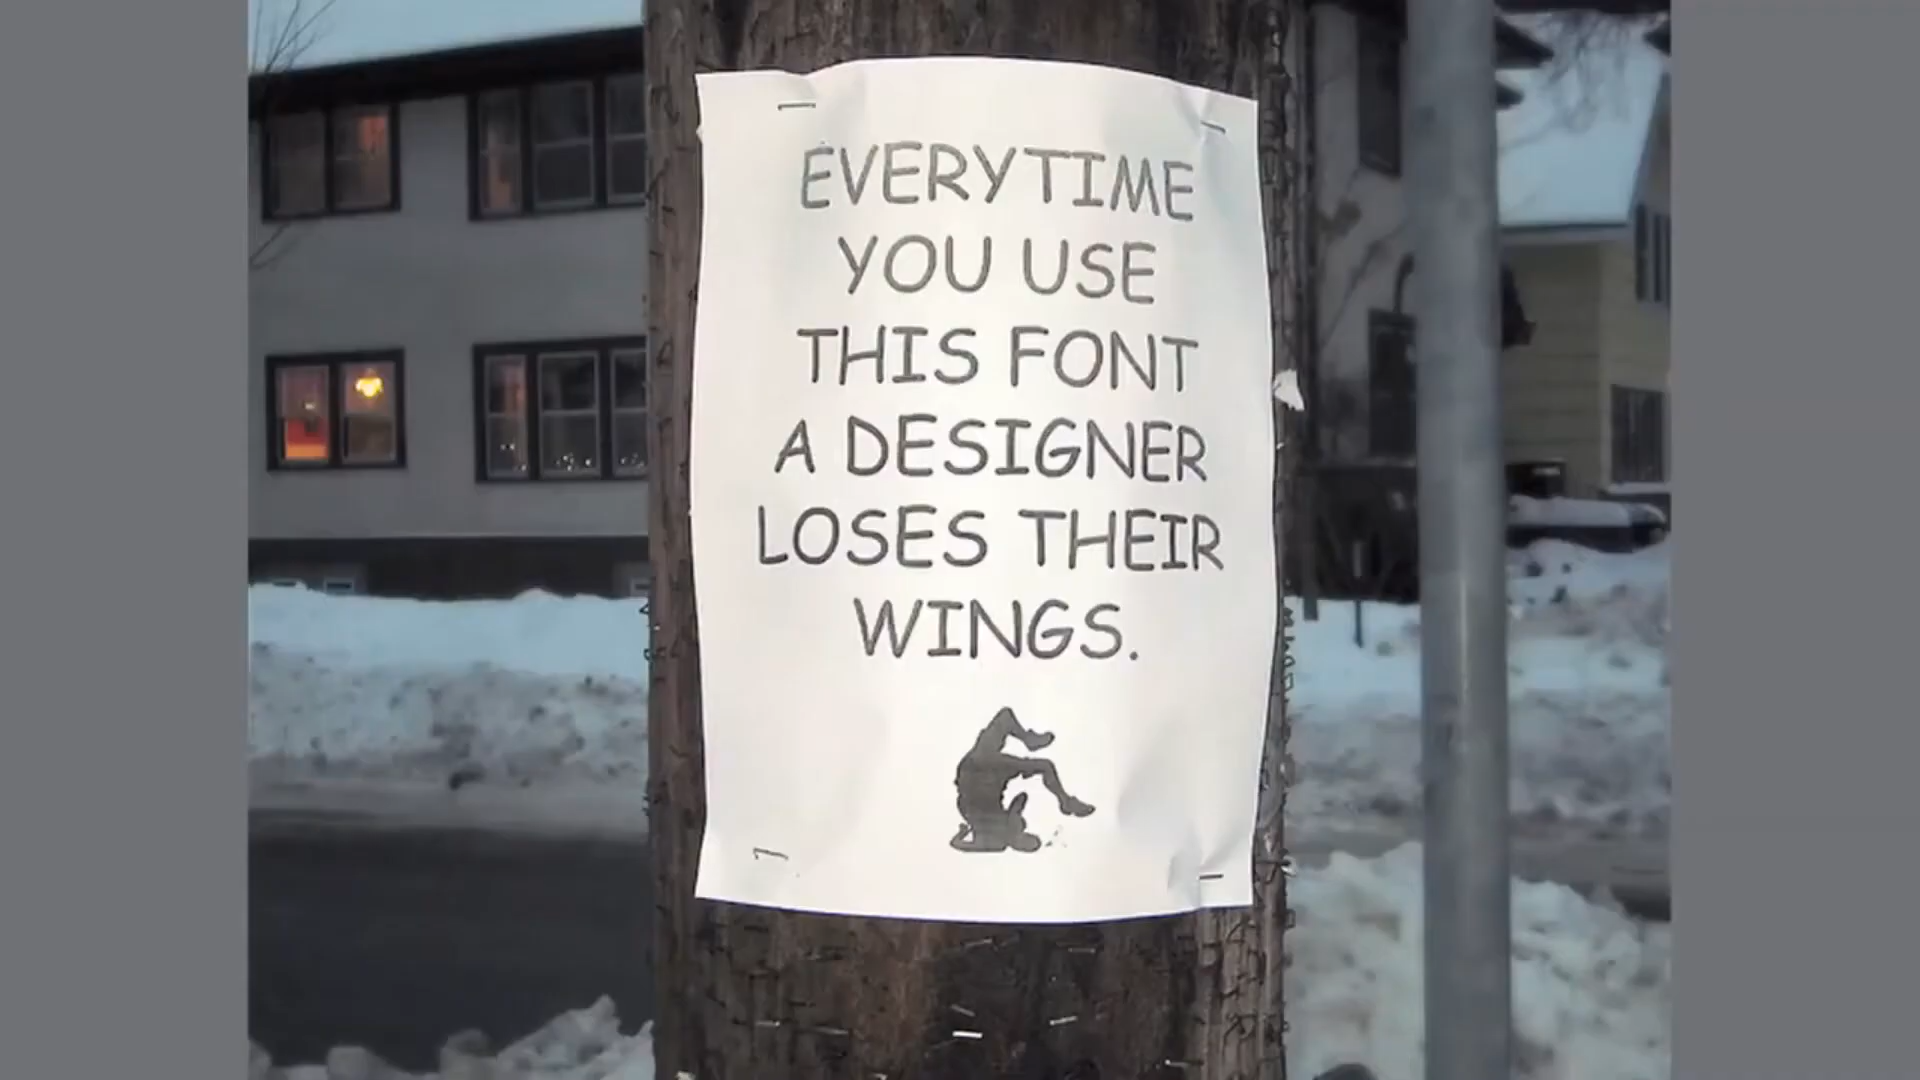 EVERYTIME
YOU USE
THIS FONT
A DESIGNER
LOSES THEIR
WINGS.